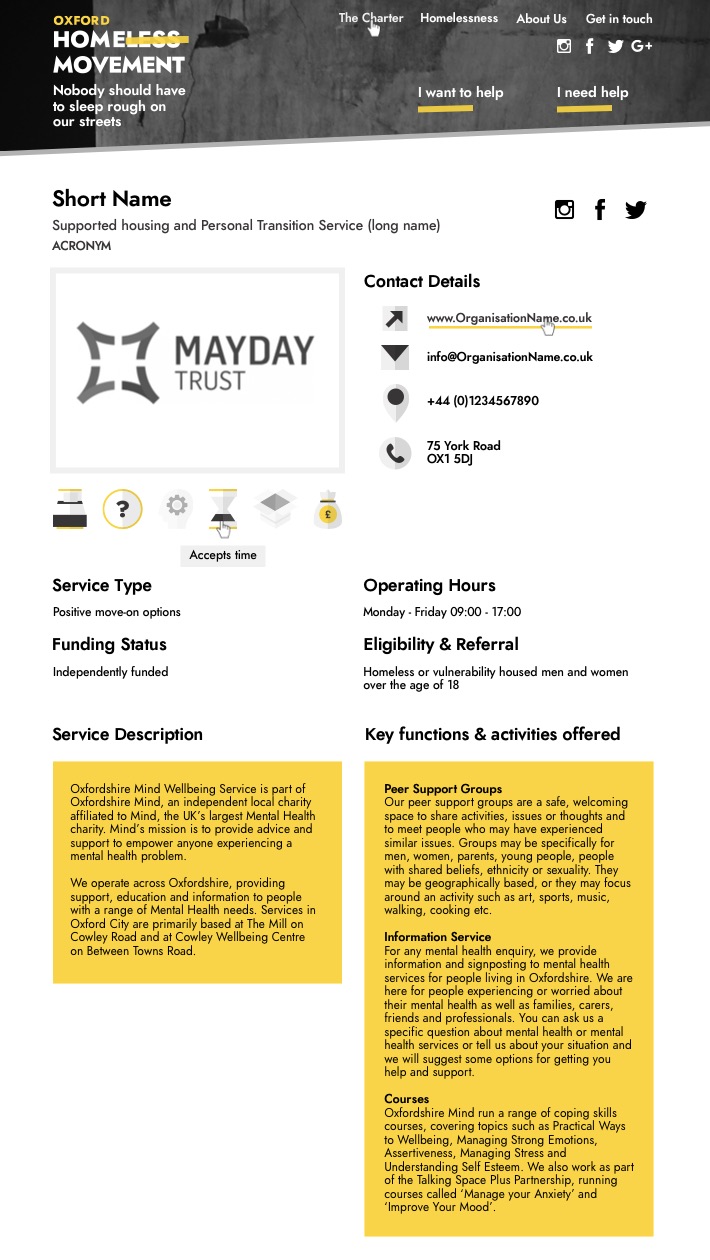 OXFORD
HOMELESS
MOVEMENT
Nobody should have
to sleep rough on
our streets
The Charter
Homelessness
About Us
Get in touch
G+
I want to help
I need help
Short Name
Supported housing and Personal Transition Service (long name)
ACRONYM
MAYDAY
TRUST
Contact Details
www.OrganisationName.co.uk
info@OrganisationName.co.uk
+44 (0)1234567890
75 York Road
OX1 5DJ
?
£
Accepts time
Service Type
Positive move-on options
Operating Hours
Monday - Friday 09:00 - 17:00
Funding Status
Independently funded
Eligibility & Referral
Homeless or vulnerability housed men and women
over the age of 18
Service Description
Oxfordshire Mind Wellbeing Service is part of
Oxfordshire Mind, an independent local charity
affiliated to Mind, the UK's largest Mental Health
charity. Mind's mission is to provide advice and
support to empower anyone experiencing a
mental health problem.
We operate across Oxfordshire, providing
support, education and information to people
with a range of Mental Health needs. Services in
Oxford City are primarily based at The Mill on
Cowley Road and at Cowley Wellbeing Centre
on Between Towns Road.
Key functions & activities offered
Peer Support Groups
Our peer support groups are a safe, welcoming
space to share activities, issues or thoughts and
to meet people who may have experienced
similar issues. Groups may be specifically for
men, women, parents, young people, people
with shared beliefs, ethnicity or sexuality. They
may be geographically based, or they may focus
around an activity such as art, sports, music,
walking, cooking etc.
Information Service
For any mental health enquiry, we provide
information and signposting to mental health
services for people living in Oxfordshire. We are
here for people experiencing or worried about
their mental health as well as families, carers,
friends and professionals. You can ask us a
specific question about mental health or mental
health services or tell us about your situation and
we will suggest some options for getting you
help and support.
Courses
Oxfordshire Mind run a range of coping skills
courses, covering topics such as Practical Ways
to Wellbeing, Managing Strong Emotions,
Assertiveness, Managing Stress and
Understanding Self Esteem. We also work as part
of the Talking Space Plus Partnership, running
courses called 'Manage your Anxiety' and
'Improve Your Mood'.